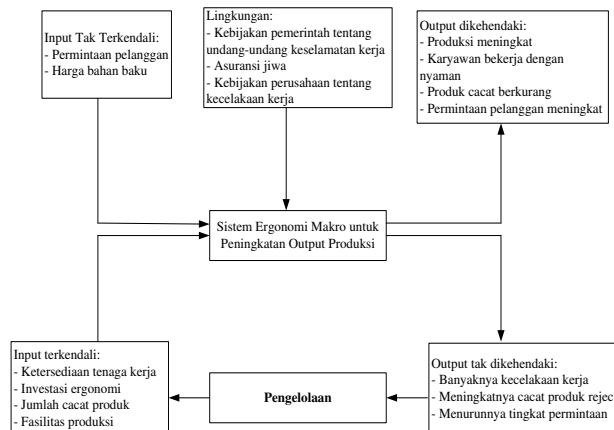 Input Tak Terkendali:
- Permintaan pelanggan
- Harga bahan baku
Lingkungan:
- Kebijakan pemerintah tentang
undang-undang keselamatan kerja
- Asuransi jiwa
- Kebijakan perusahaan tentang
kecelakaan kerja
Output dikehendaki:
- Produksi meningkat
- Karyawan bekerja dengan
nyaman
- Produk cacat berkurang
- Permintaan pelanggan meningkat
Sistem Ergonomi Makro untuk
Peningkatan Output Produksi
Input terkendali:
- Ketersediaan tenaga kerja
- Investasi ergonomi
- Jumlah cacat produk
- Fasilitas produksi
Pengelolaan
Output tak dikehendaki:
- Banyaknya kecelakaan kerja
- Meningkatnya cacat produk rejec
- Menurunnya tingkat permintaan